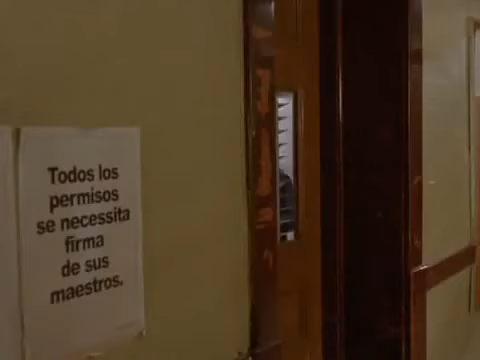 Todos los
permisos
se necessita
firma
de sus
maestros.